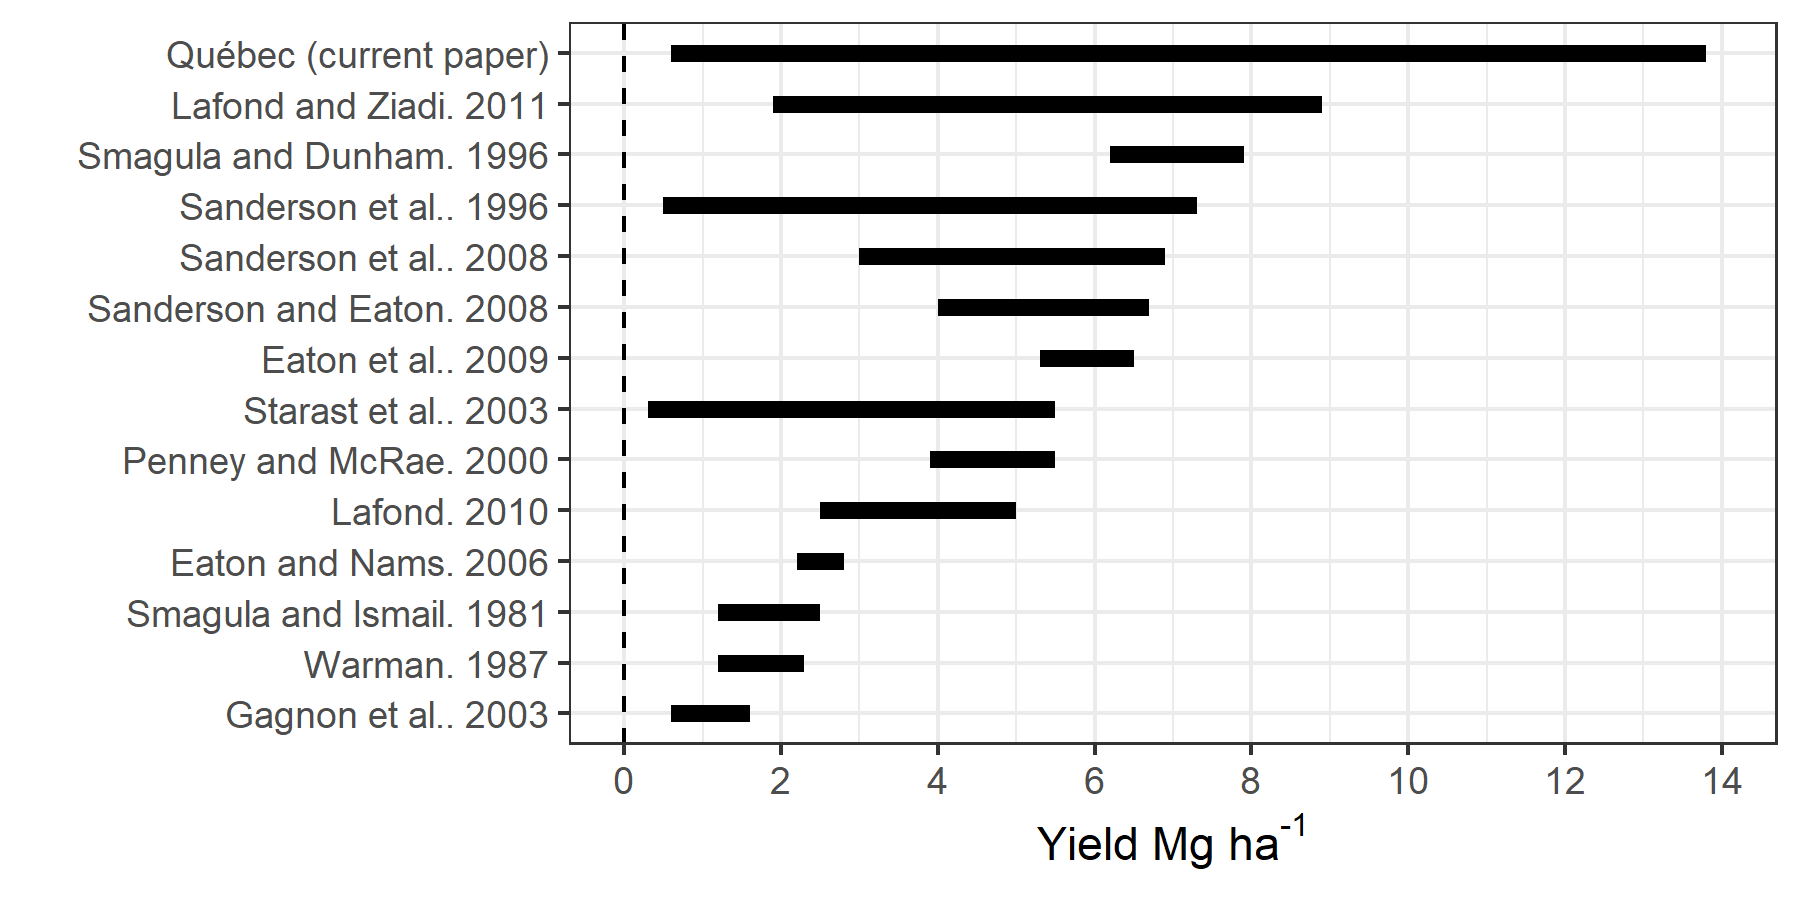 Québec (current paper)
Lafond and Ziadi. 2011
Smagula and Dunham. 1996
Sanderson et al.. 1996
Sanderson et al.. 2008
Sanderson and Eaton. 2008
Eaton et al.. 2009
Starast et al.. 2003
Penney and McRae. 2000
Lafond. 2010
Eaton and Nams. 2006
Smagula and Ismail. 1981
Warman. 1987
Gagnon et al.. 2003
0 2 4 6 8 10 12 14
Yield Mg ha⁻¹